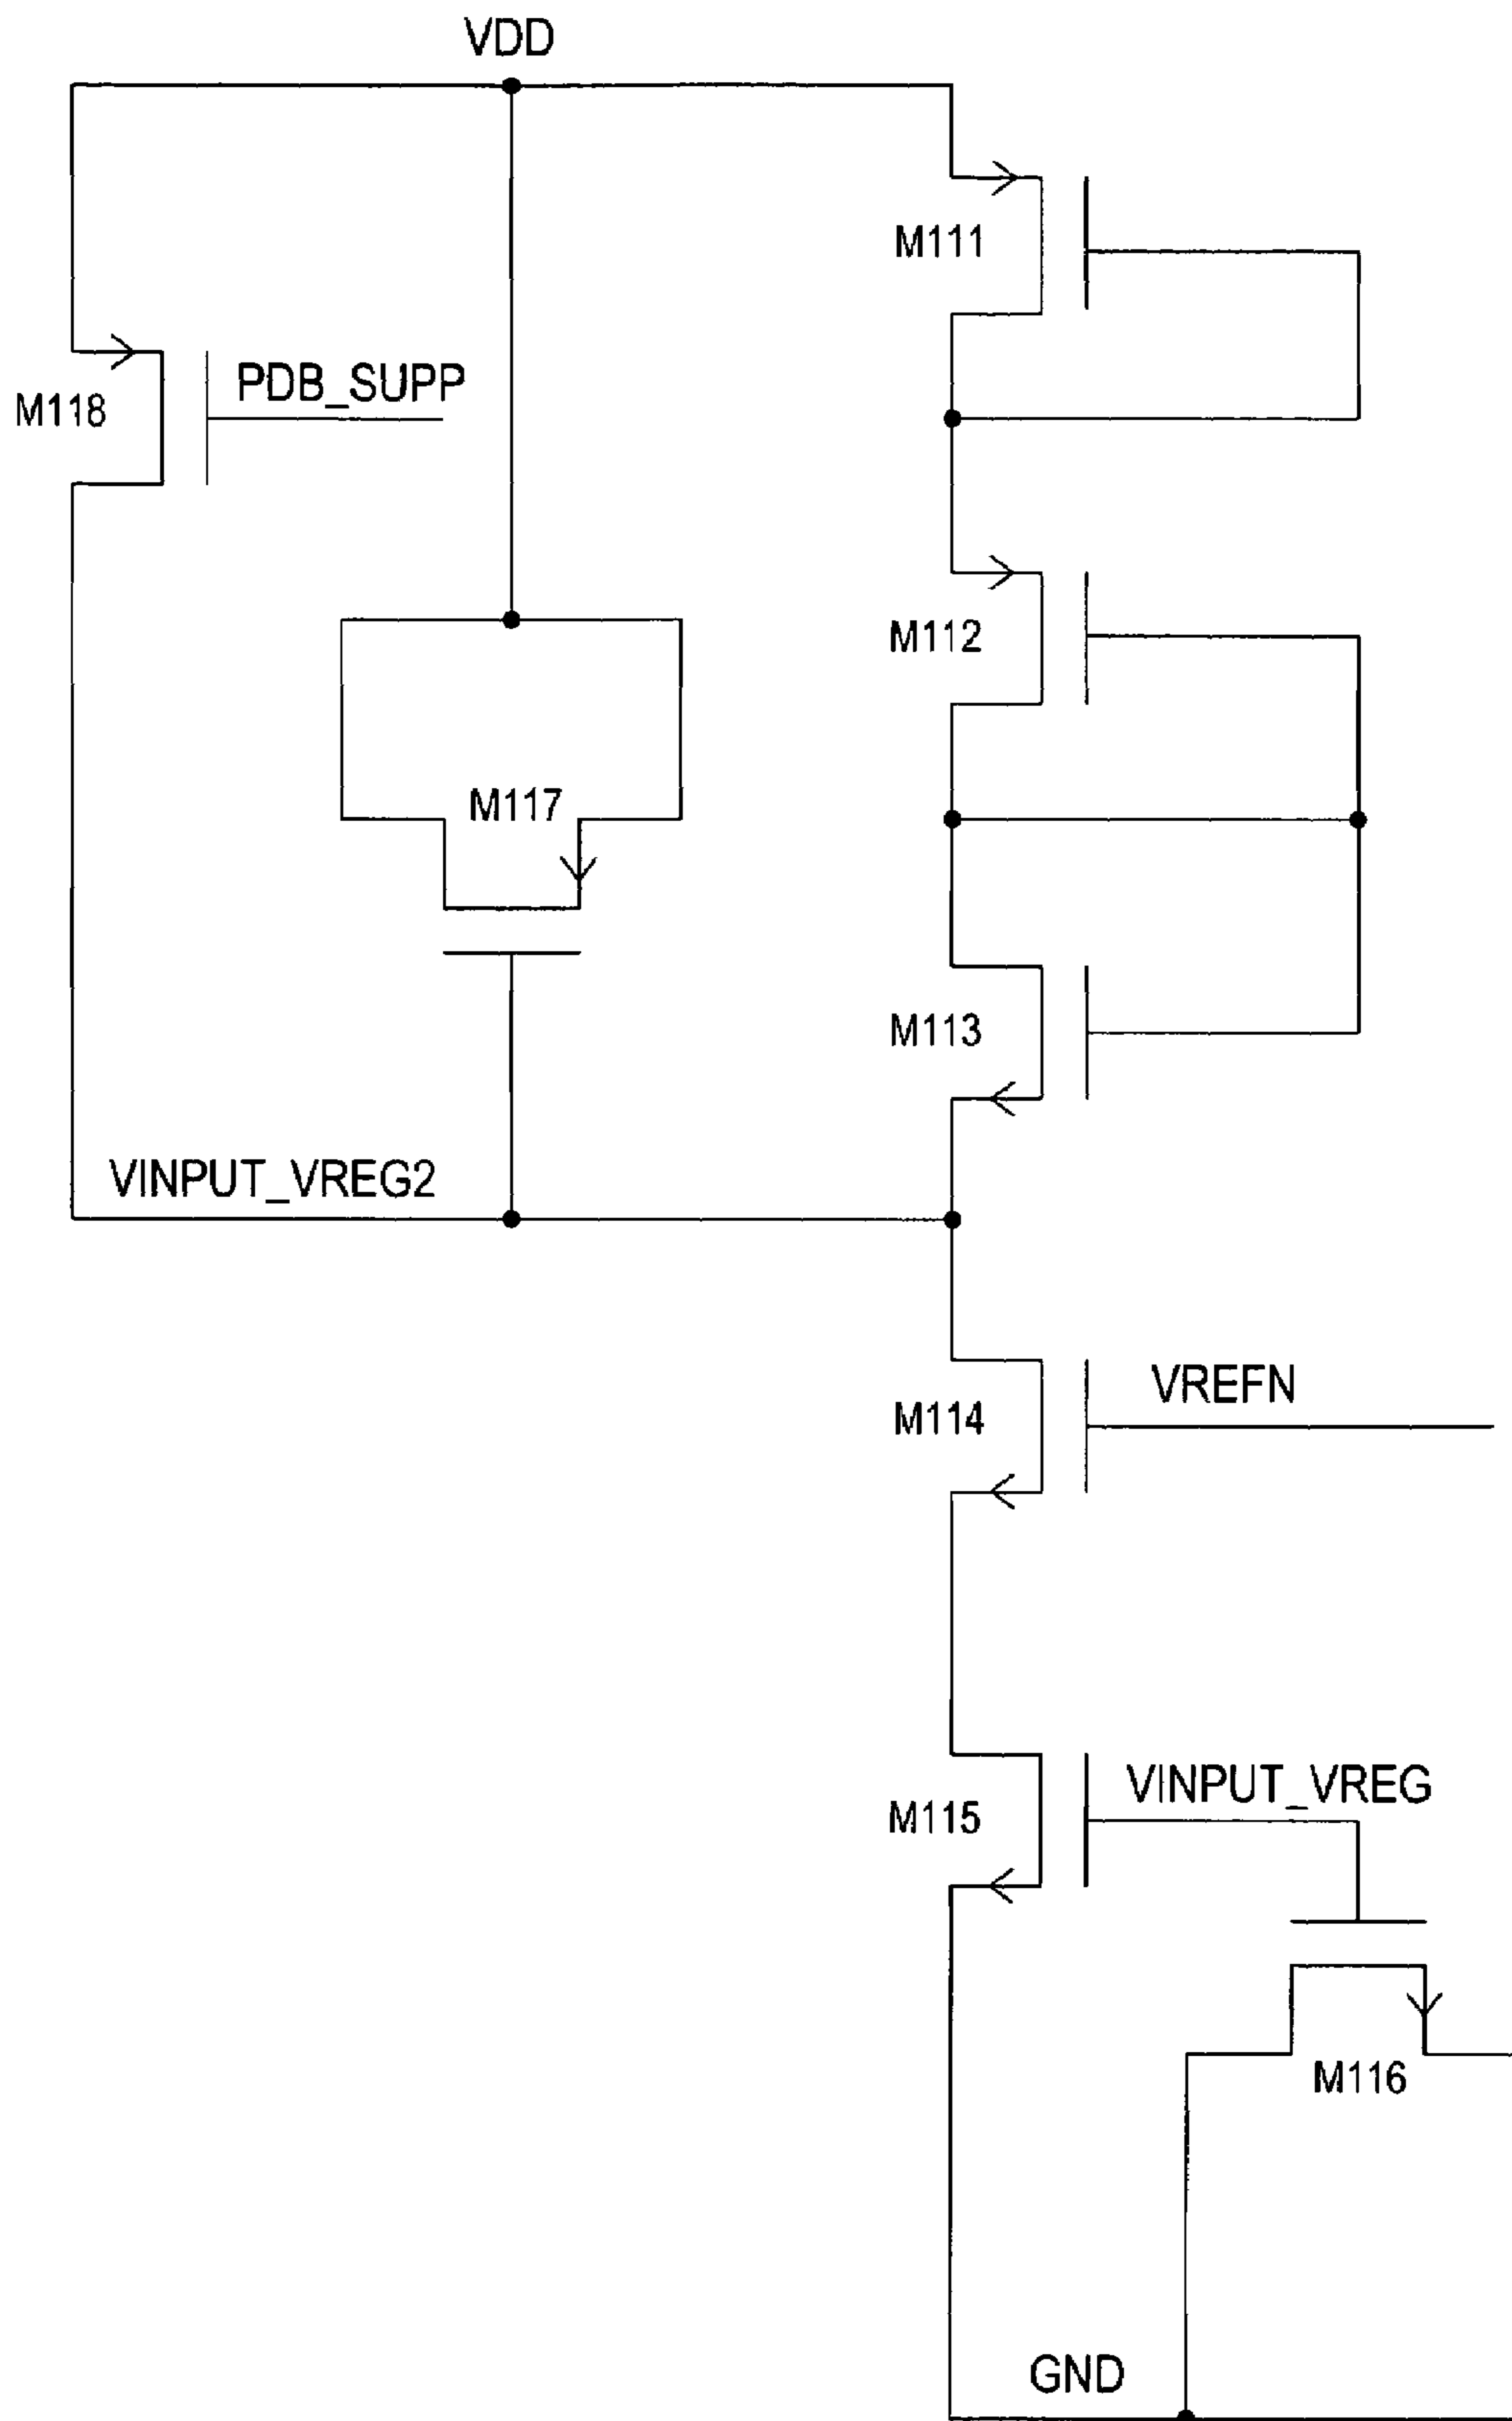 VDD
M111
PDB_SUPP
M118
M112
M117
M113
VINPUT_VREG2
VREFN
M114
VINPUT_VREG
M115
M116
GND